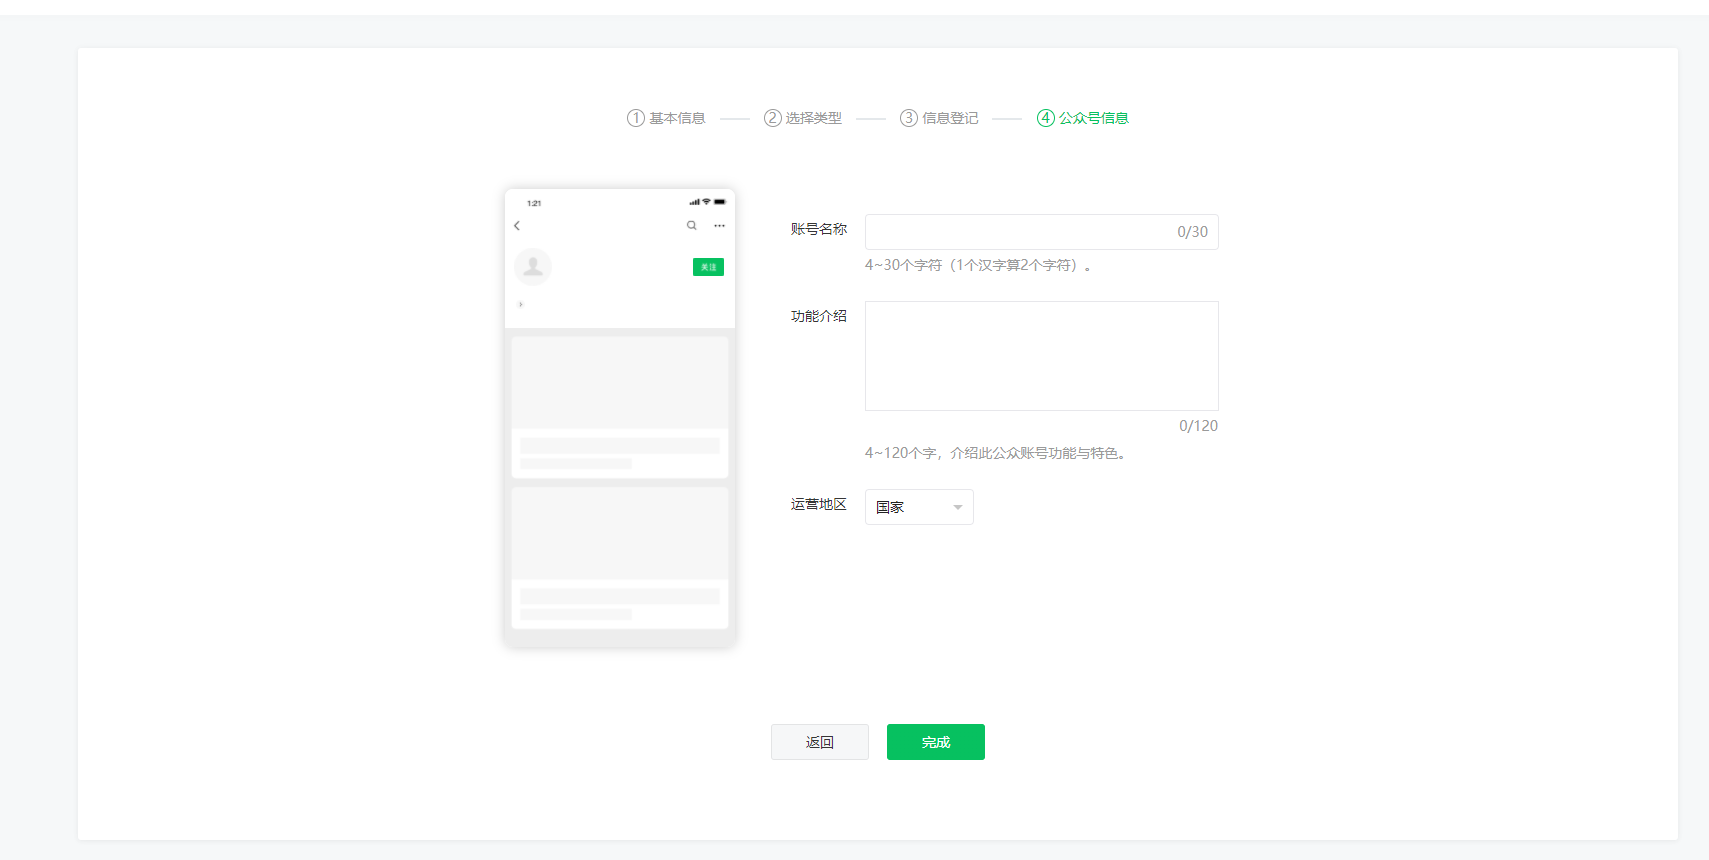 ① 基本信息 ② 选择类型 ③ 信息登记 ④ 公众号信息
1:21
关注
账号名称
0/30
4~30个字符（1个汉字算2个字符）。
功能介绍
0/120
4~120个字，介绍此公众账号功能与特色。
运营地区 国家
返回 完成